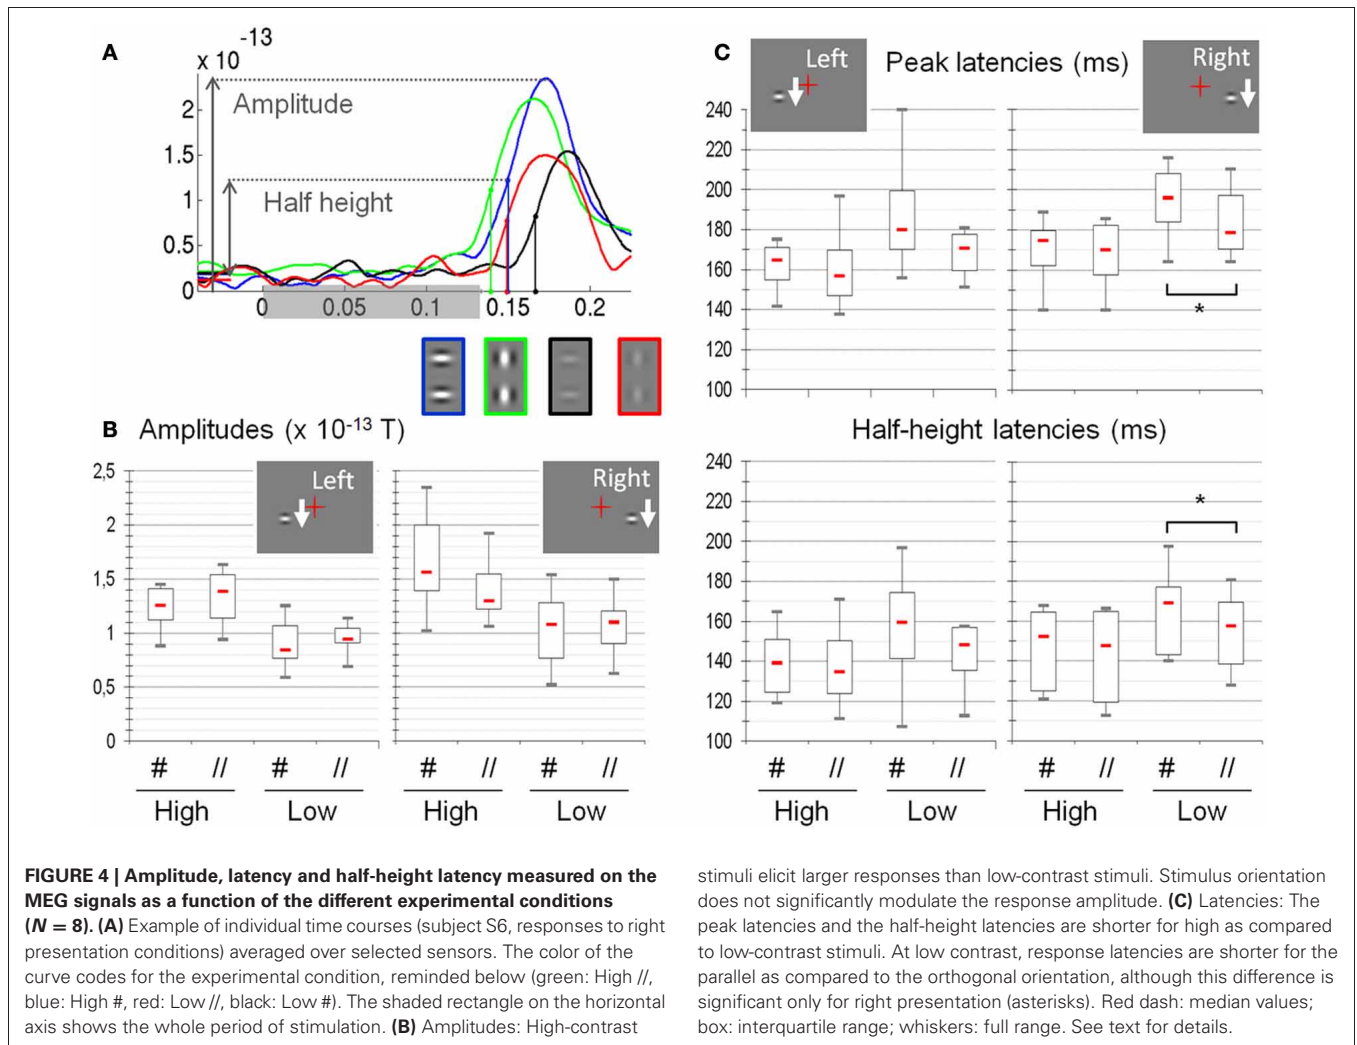 A
x 10
-13
Amplitude
Half height
2
1.5
1
0.5
0
0 0.05 0.1 0.15 0.2
B Amplitudes (x 10-13 T)
Left
Right
2,5
2
1,5
1
0,5
0
# // # // # // # //
High Low High Low
C
Left
Peak latencies (ms)
Right
240
220
200
180
160
140
120
100
*
Half-height latencies (ms)
240
220
200
180
160
140
120
100
*
# // # // # // # //
High Low High Low
FIGURE 4 | Amplitude, latency and half-height latency measured on the
MEG signals as a function of the different experimental conditions
(N = 8). (A) Example of individual time courses (subject S6, responses to right
presentation conditions) averaged over selected sensors. The color of the
curve codes for the experimental condition, reminded below (green: High //,
blue: High #, red: Low //, black: Low #). The shaded rectangle on the horizontal
axis shows the whole period of stimulation. (B) Amplitudes: High-contrast
stimuli elicit larger responses than low-contrast stimuli. Stimulus orientation
does not significantly modulate the response amplitude. (C) Latencies: The
peak latencies and the half-height latencies are shorter for high as compared
to low-contrast stimuli. At low contrast, response latencies are shorter for the
parallel as compared to the orthogonal orientation, although this difference is
significant only for right presentation (asterisks). Red dash: median values;
box: interquartile range; whiskers: full range. See text for details.